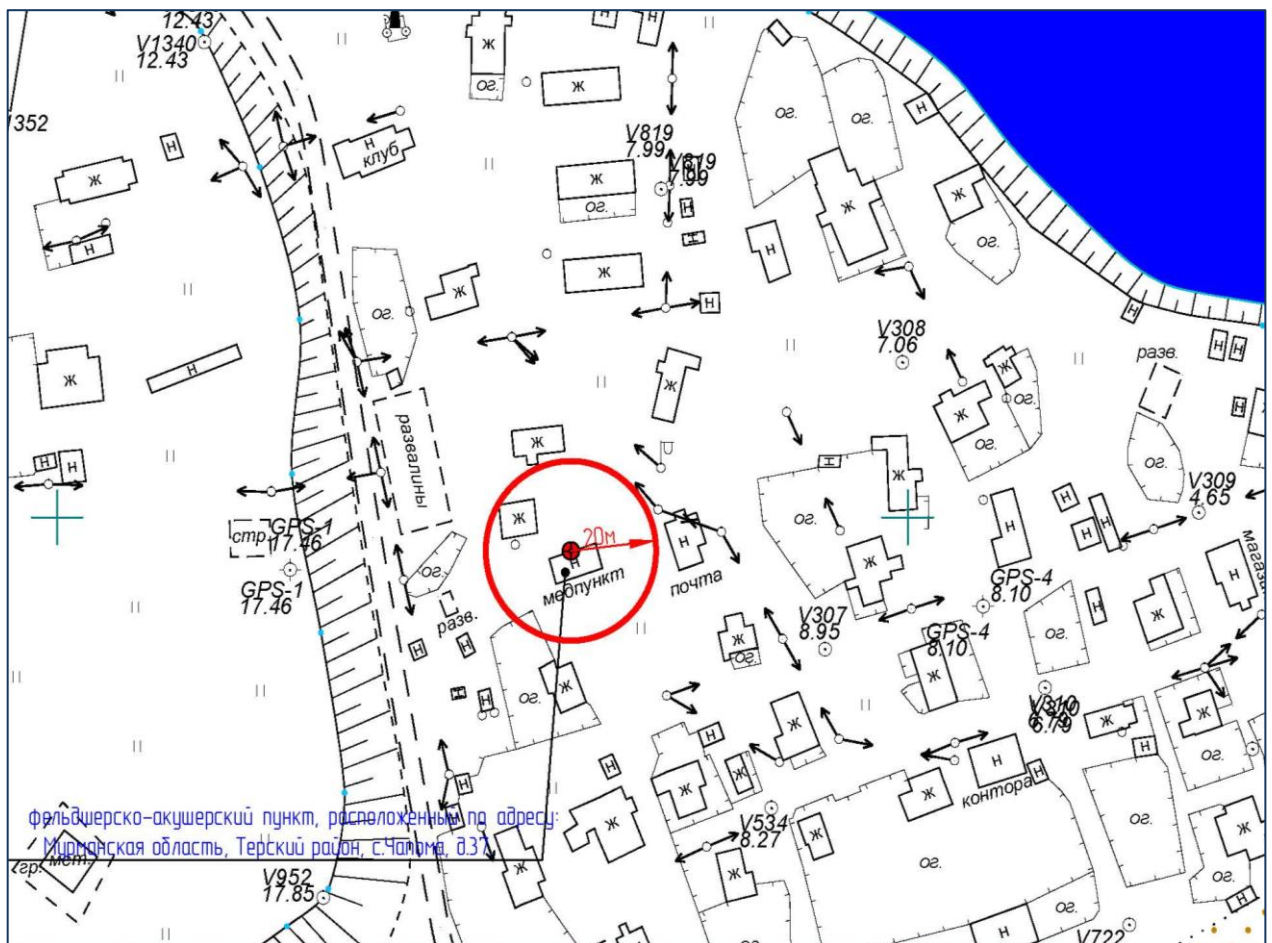 12.43
V1340
12.43
Ж
ог.
Н
Ж
1352
Н
клуб
ог.
ог.
Н
V819
7.99
V819
7.99
Ж
Ж
ог.
Н
Ж
Ж
Н
Н
ог.
Н
Ж
Ж
ог.
Н
V308
7.06
Н
разв.
Ж
Н
Ж
Ж
ог.
Ж
развалины
Ж
Н
Ж
ог.
ог.
V309
4.65
Н
Н
ог.
Н
Н
Н
Н
стр.
GPS-1
17.46
Ж
20м
Н
GPS-1
17.46
ог.
Н
медпункт
почта
Ж
GPS-4
8.10
Н
Ж
Н
магазин
разв.
V307
8.95
GPS-4
8.10
ог.
Н
Н
Ж
ог.
Ж
ог.
Ж
Н
Н
V310
6.79
Ж
Ж
Н
Ж
Н
Н
Н
Ж
Ж
Н
Ж
контора
Н
фельдшерско-акушерский пункт, расположенный по адресу:
Мурманская область, Терский район, с.Чапома, д.37
Н
Ж
V534
8.27
Ж
Ж
гр.
мет.
Ж
Ж
ог.
ог.
ог.
V952
17.85
Ж
Н
ог.
V722